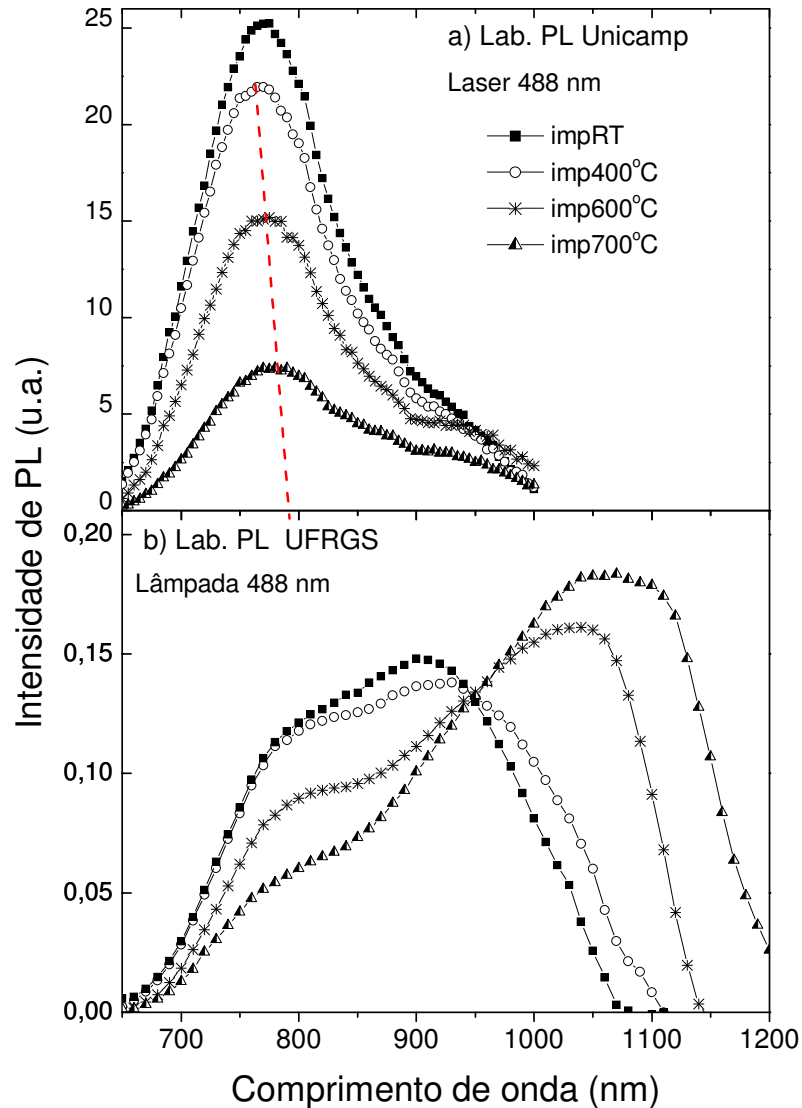 25
20
15
10
5
0
a) Lab. PL Unicamp
Laser 488 nm
impRT
imp400°C
imp600°C
imp700°C
Intensidade de PL (u.a.)
b) Lab. PL UFRGS
Lâmpada 488 nm
0,20
0,15
0,10
0,05
0,00
700 800 900 1000 1100 1200
Comprimento de onda (nm)